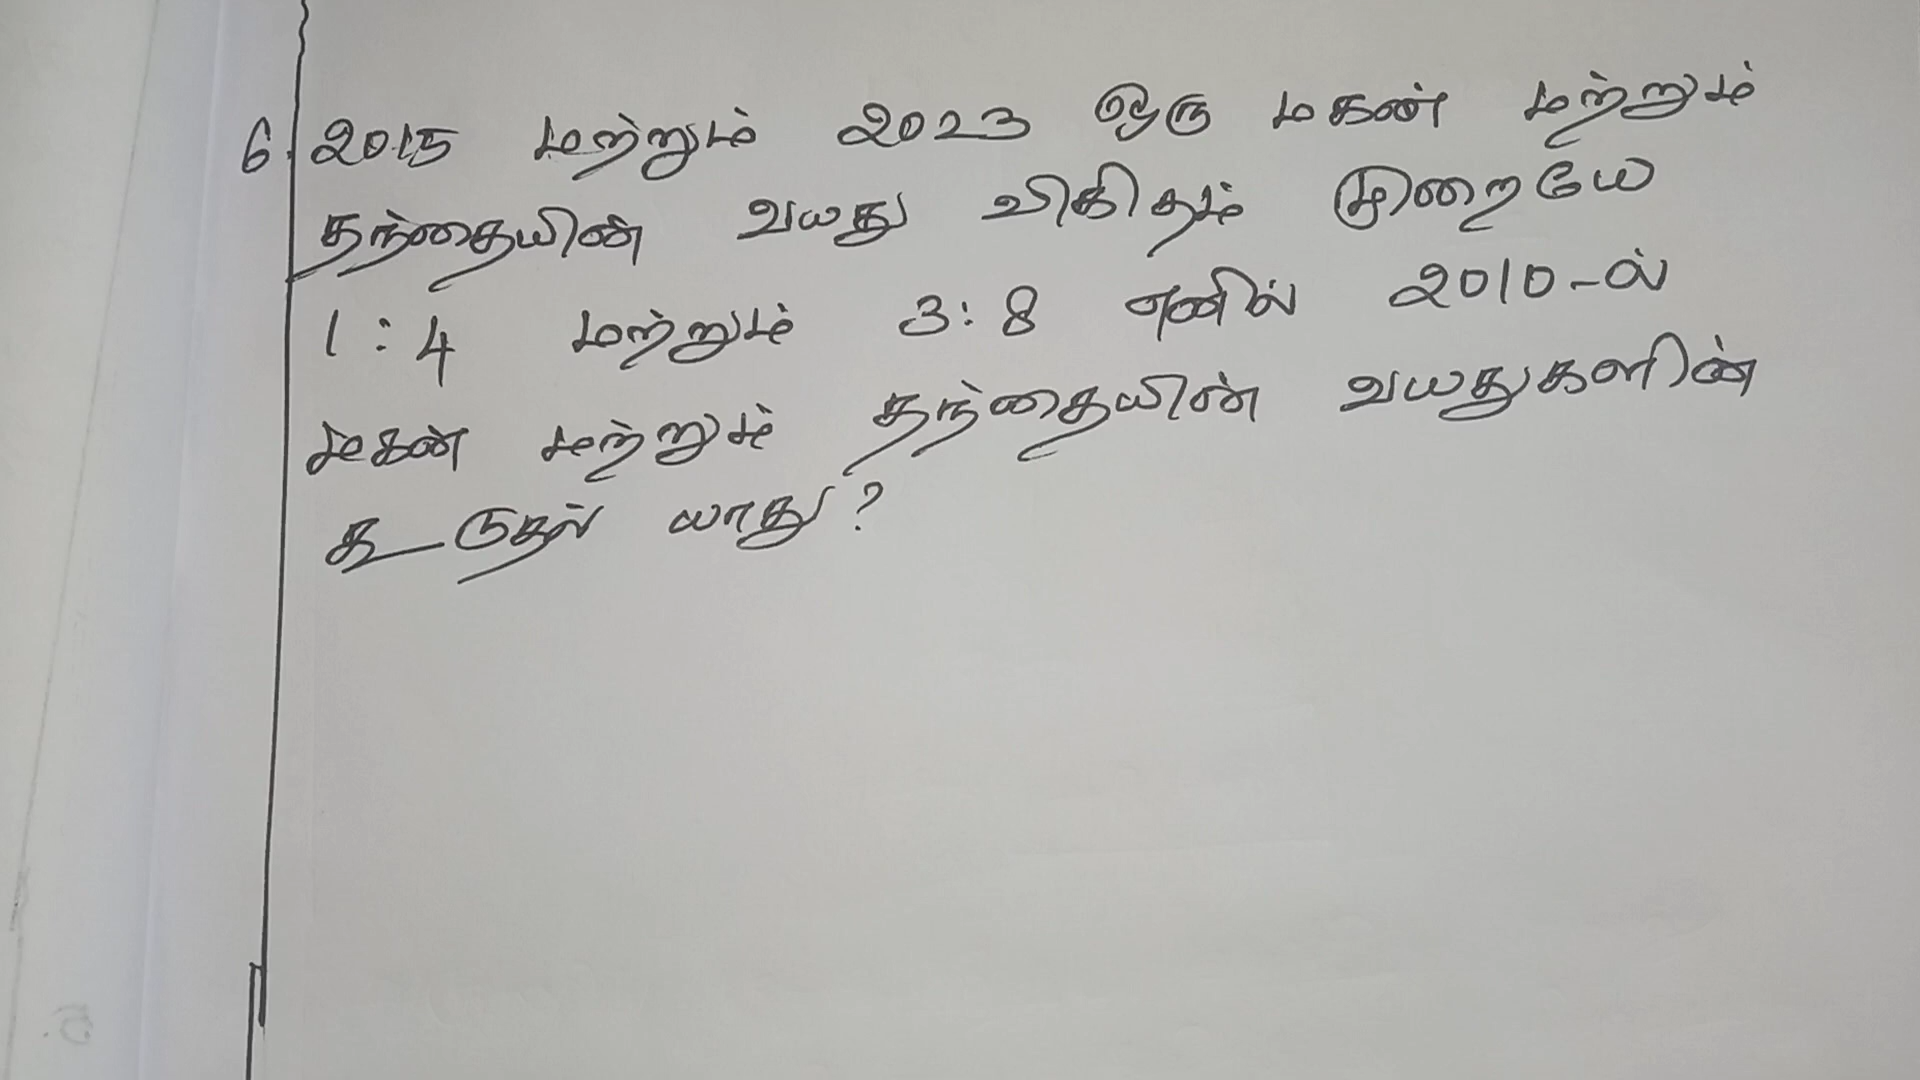 6. 2015 மற்றும் 2023 ஒரு மகன் மற்றும்
தந்தையின் வயது விகிதம் முறையே
1 : 4 மற்றும் 3 : 8 எனில் 2010-ல்
மகன் மற்றும் தந்தையின் வயதுகளின்
கூடுதல் யாது?